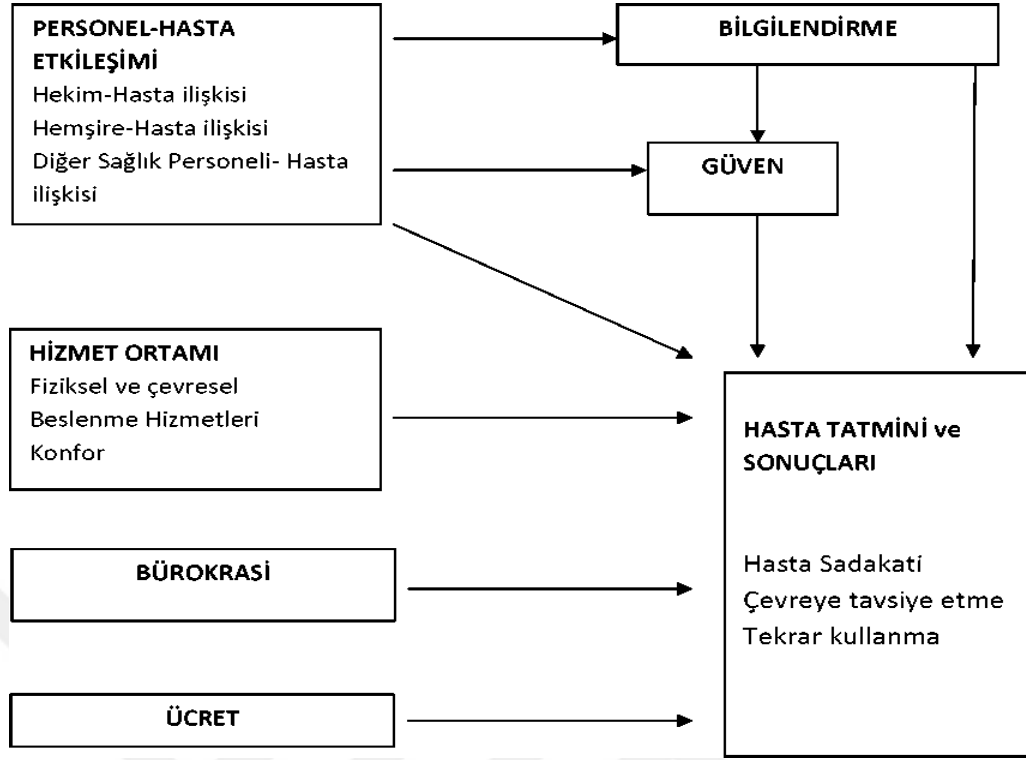 PERSONEL-HASTA
ETKİLEŞİMİ
Hekim-Hasta ilişkisi
Hemşire-Hasta ilişkisi
Diğer Sağlık Personeli- Hasta
ilişkisi
BİLGİLENDİRME
GÜVEN
HİZMET ORTAMI
Fiziksel ve çevresel
Beslenme Hizmetleri
Konfor
BÜROKRASİ
ÜCRET
HASTA TATMİNİ ve
SONUÇLARI
Hasta Sadakati
Çevreye tavsiye etme
Tekrar kullanma